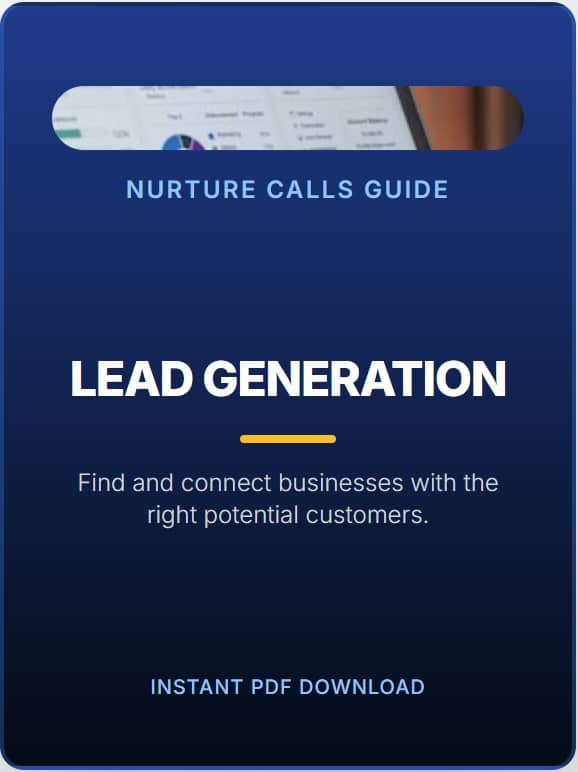 NURTURE CALLS GUIDE
LEAD GENERATION
Find and connect businesses with the
right potential customers.
INSTANT PDF DOWNLOAD